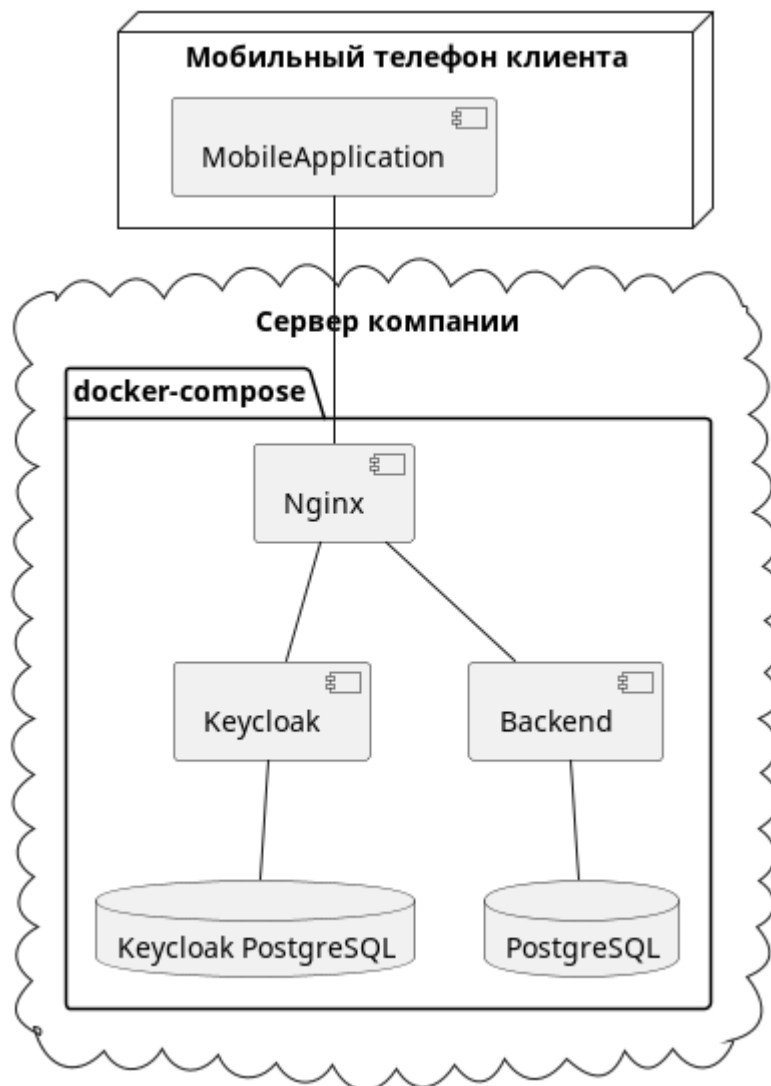 Мобильный телефон клиента
MobileApplication
Сервер компании
docker-compose
Nginx
Keycloak
Backend
Keycloak PostgreSQL
PostgreSQL